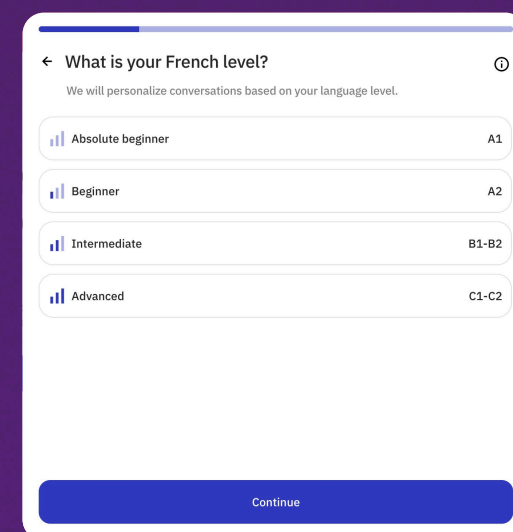 What is your French level?
We will personalize conversations based on your language level.
Absolute beginner A1
Beginner A2
Intermediate B1-B2
Advanced C1-C2
Continue